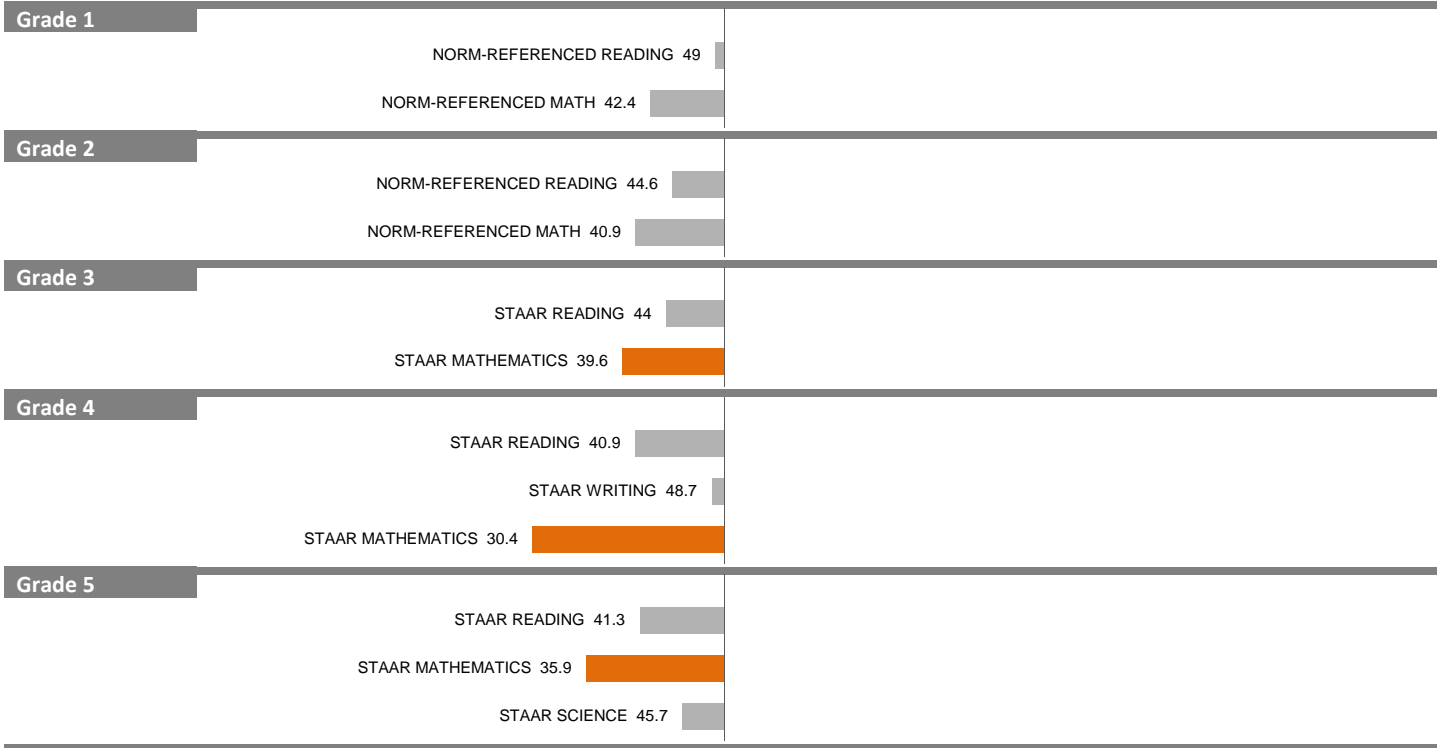 Grade 1
NORM-REFERENCED READING 49
NORM-REFERENCED MATH 42.4
Grade 2
NORM-REFERENCED READING 44.6
NORM-REFERENCED MATH 40.9
Grade 3
STAAR READING 44
STAAR MATHEMATICS 39.6
Grade 4
STAAR READING 40.9
STAAR WRITING 48.7
STAAR MATHEMATICS 30.4
Grade 5
STAAR READING 41.3
STAAR MATHEMATICS 35.9
STAAR SCIENCE 45.7